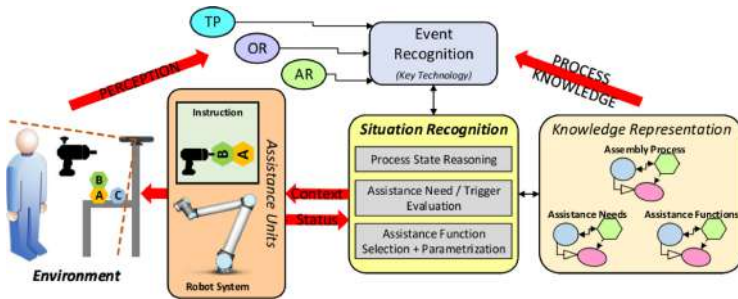 TP
OR
AR
Event
Recognition
(Key Technology)
PERCEPTION
PROCESS
KNOWLEDGE
Instruction
B
A
Assistance Units
Robot System
B
A
C
Environment
Context
Status
Situation Recognition
Process State Reasoning
Assistance Need / Trigger
Evaluation
Assistance Function
Selection + Parametrization
Knowledge Representation
Assembly Process
Assistance Needs
Assistance Functions